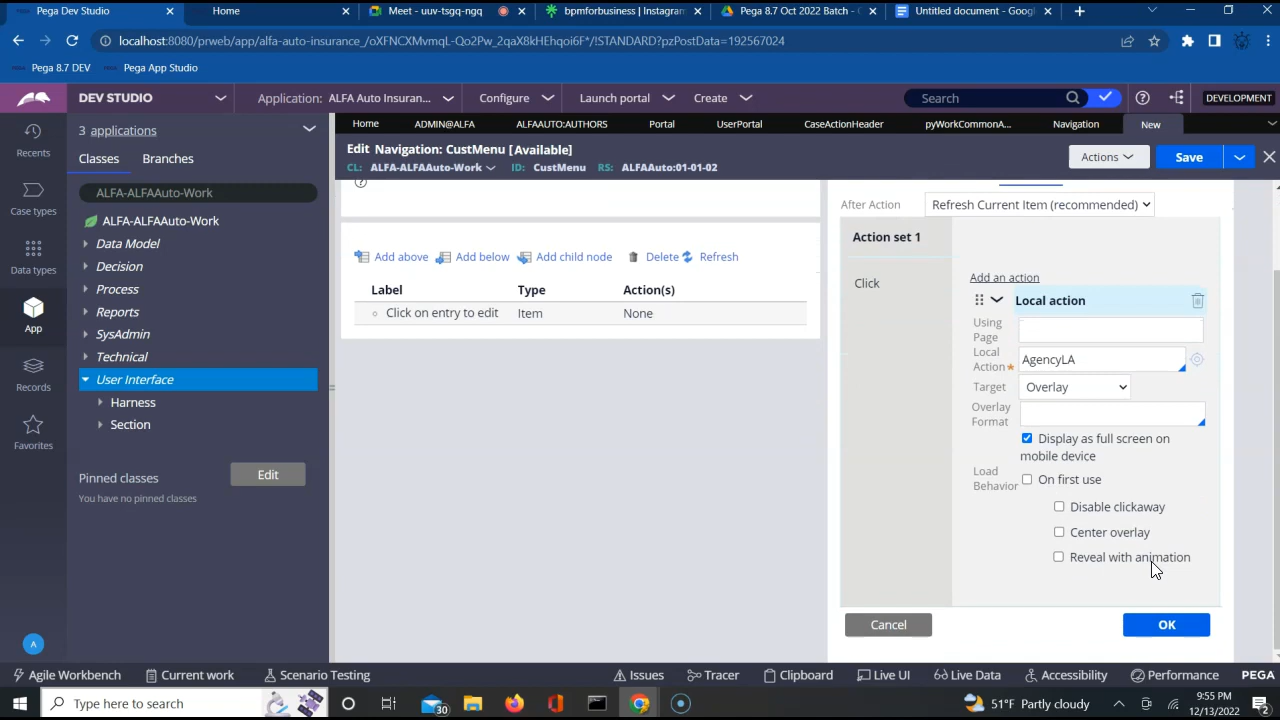 Pega Dev Studio
Home
Meet - uuv-tsgq-ngq
bpmforbusiness | Instagram
Pega 8.7 Oct 2022 Batch -
Untitled document - Googl
localhost:8080/prweb/app/alfa-auto-insurance_/oXFNCXMvmqL-Qo2Pw_2qaX8kHEhqoi6F*/!STANDARD?pzPostData=192567024
Pega 8.7 DEV
Pega App Studio
DEV STUDIO
Application: ALFA Auto Insuran...
Configure
Launch portal
Create
Search
DEVELOPMENT
3 applications
Home
ADMIN@ALFA
ALFAAUTO:AUTHORS
Portal
UserPortal
CaseActionHeader
pyWorkCommonA...
Navigation
New
Recents
Case types
Data types
App
Records
Favorites
A
Classes
Branches
ALFA-ALFAAuto-Work
ALFA-ALFAAuto-Work
Data Model
Decision
Process
Reports
SysAdmin
Technical
User Interface
Harness
Section
Pinned classes
Edit
You have no pinned classes
Edit Navigation: CustMenu [Available]
CL: ALFA-ALFAAuto-Work ID: CustMenu RS: ALFAAuto:01-01-02
Actions
Save
Add above
Add below
Add child node
Delete
Refresh
Label Type Action(s)
Click on entry to edit Item None
After Action Refresh Current Item (recommended)
Action set 1
Click
Add an action
Local action
Using Page
Local Action* AgencyLA
Target Overlay
Overlay Format
Display as full screen on mobile device
Load Behavior On first use
Disable clickaway
Center overlay
Reveal with animation
Cancel
OK
Agile Workbench
Current work
Scenario Testing
Issues
Tracer
Clipboard
Live UI
Live Data
Accessibility
Performance
PEGA
Type here to search
30
51°F Partly cloudy
9:55 PM
12/13/2022
2